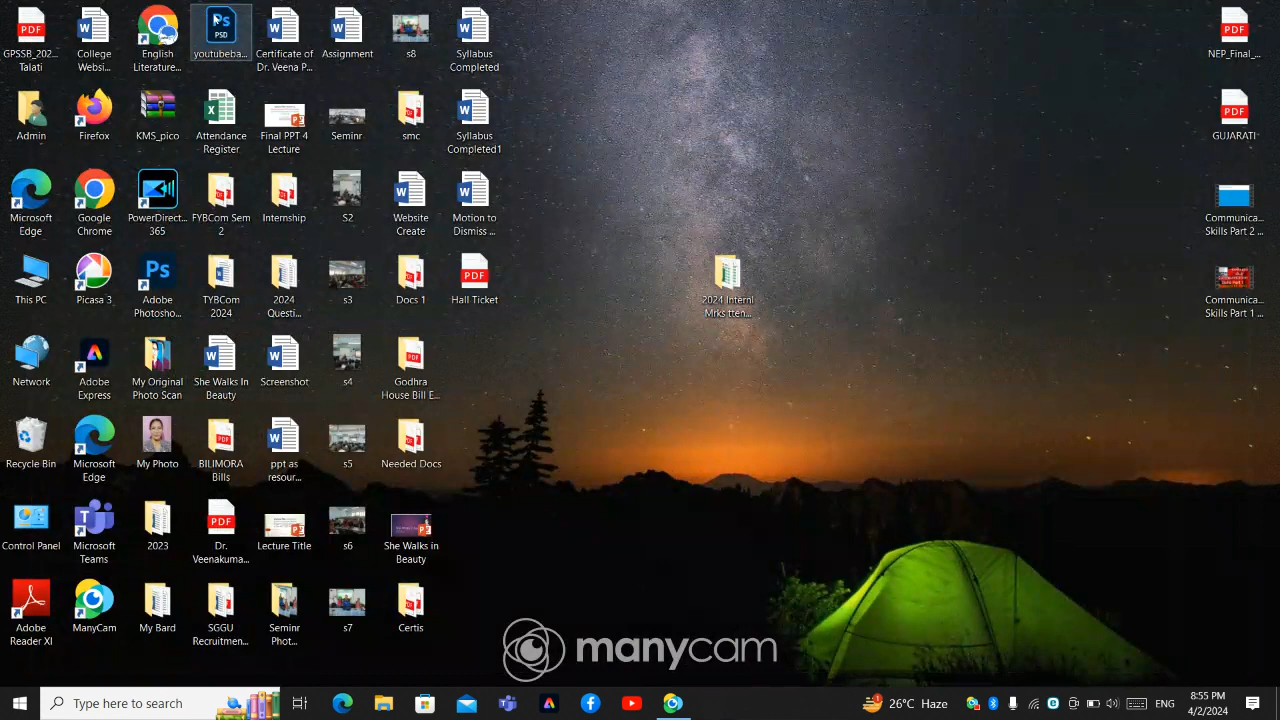 GPSSB_202...
Talati
College
Websi...
English
Literature...
PS
PSD
youtubeba...
Certificate of
Dr. Veena P...
Assignment
s8
Syllabus
Completed
NEP_Final_...
Admin
Firefox
KMS_pico
Attendance
Register
Final PPT 4
Lecture
Seminr
smc
Syllabus
Completed1
GUJARATI
Microsoft
Edge
Google
Chrome
PowerDirect...
365
FYBCom Sem
2
Internship
S2
Website
Create
Motion to
Dismiss ...
Communica...
Skills Part 2 ...
This PC
Picasa 3
Adobe
Photosho...
TYBCom
2024
2024
Questi...
s3
Docs 1
Hall Ticket
2024 Internl
Mrks tten...
Communica...
Skills Part 1 ...
Network
Adobe
Express
My Original
Photo Scan
She Walks In
Beauty
Screenshot
s4
Godhra
House Bill E...
Recycle Bin
Microsoft
Edge
My Photo
BILIMORA
Bills
ppt as
resour...
s5
Needed Docs
Control Panel
Microsoft
Teams
2023
Dr.
Veenakuma...
Lecture Title
s6
She Walks in
Beauty
Adobe
Reader XI
ManyCam
My Bard
SGGU
Recruitmen...
Seminr
Phot...
s7
Certis
manycam
Type here to search
26°C Haze
ENG
8:55 PM
4/2/2024